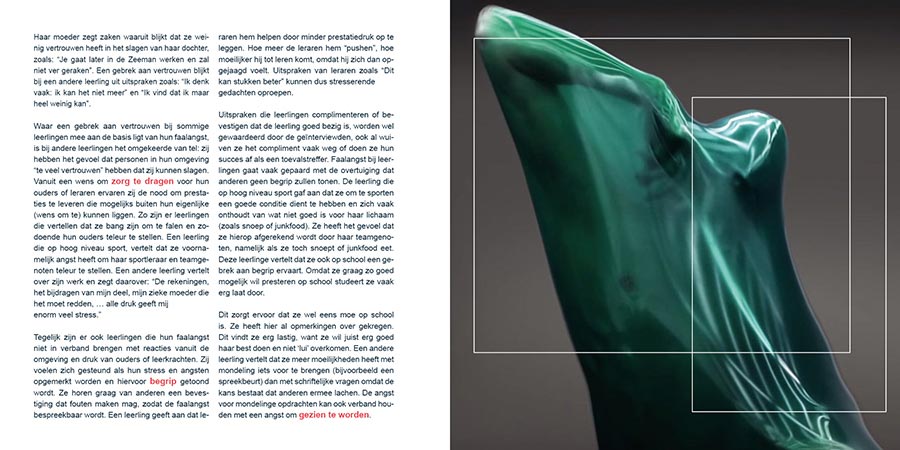 Haar moeder zegt zaken waaruit blijkt dat ze wei-
nig vertrouwen heeft in het slagen van haar dochter,
zoals: “Je gaat later in de Zeeman werken en zal
niet ver geraken”. Een gebrek aan vertrouwen blijkt
bij een andere leerling uit uitspraken zoals: “Ik denk
vaak: ik kan het niet meer” en “Ik vind dat ik maar
heel weinig kan”.
Waar een gebrek aan vertrouwen bij sommige
leerlingen mee aan de basis ligt van hun faalangst,
is bij andere leerlingen het omgekeerde van tel: zij
hebben het gevoel dat personen in hun omgeving
“te veel vertrouwen” hebben dat zij kunnen slagen.
Vanuit een wens om zorg te dragen voor hun
ouders of leraren ervaren zij de nood om presta-
ties te leveren die mogelijks buiten hun eigenlijke
(wens om te) kunnen liggen. Zo zijn er leerlingen
die vertellen dat ze bang zijn om te falen en zo-
doende hun ouders teleur te stellen. Een leerling
die op hoog niveau sport, vertelt dat ze voorna-
melijk angst heeft om haar sportleraar en teamge-
noten teleur te stellen. Een andere leerling vertelt
over zijn werk en zegt daarover: “De rekeningen,
het bijdragen van mijn deel, mijn zieke moeder die
het moet redden, … alle druk geeft mij
enorm veel stress.”
Tegelijk zijn er ook leerlingen die hun faalangst
niet in verband brengen met reacties vanuit de
omgeving en druk van ouders of leerkrachten. Zij
voelen zich gesteund als hun stress en angsten
opgemerkt worden en hiervoor begrip getoond
wordt. Ze horen graag van anderen een beves-
tiging dat fouten maken mag, zodat de faalangst
bespreekbaar wordt. Een leerling geeft aan dat le-
raren hem helpen door minder prestatiedruk op te
leggen. Hoe meer de leraren hem “pushen”, hoe
moeilijker hij tot leren komt, omdat hij zich dan op-
gejaagd voelt. Uitspraken van leraren zoals “Dit
kan stukken beter” kunnen dus stresserende
gedachten oproepen.
Uitspraken die leerlingen complimenteren of be-
vestigen dat de leerling goed bezig is, worden wel
gewaardeerd door de geïnterviewden, ook al wui-
ven ze het compliment vaak weg of doen ze hun
succes af als een toevalstreffer. Faalangst bij leer-
lingen gaat vaak gepaard met de overtuiging dat
anderen geen begrip zullen tonen. De leerling die
op hoog niveau sport gaf aan dat ze om te sporten
een goede conditie dient te hebben en zich vaak
onthoudt van wat niet goed is voor haar lichaam
(zoals snoep of junkfood). Ze heeft het gevoel dat
ze hierop afgerekend wordt door haar teamgeno-
ten, namelijk als ze toch snoept of junkfood eet.
Deze leerlinge vertelt dat ze ook op school een ge-
brek aan begrip ervaart. Omdat ze graag zo goed
mogelijk wil presteren op school studeert ze vaak
erg laat door.
Dit zorgt ervoor dat ze wel eens moe op school
is. Ze heeft hier al opmerkingen over gekregen.
Dit vindt ze erg lastig, want ze wil juist erg goed
haar best doen en niet ‘lui’ overkomen. Een andere
leerling vertelt dat ze meer moeilijkheden heeft met
mondeling iets voor te brengen (bijvoorbeeld een
spreekbeurt) dan met schriftelijke vragen omdat de
kans bestaat dat anderen ermee lachen. De angst
voor mondelinge opdrachten kan ook verband hou-
den met een angst om gezien te worden.